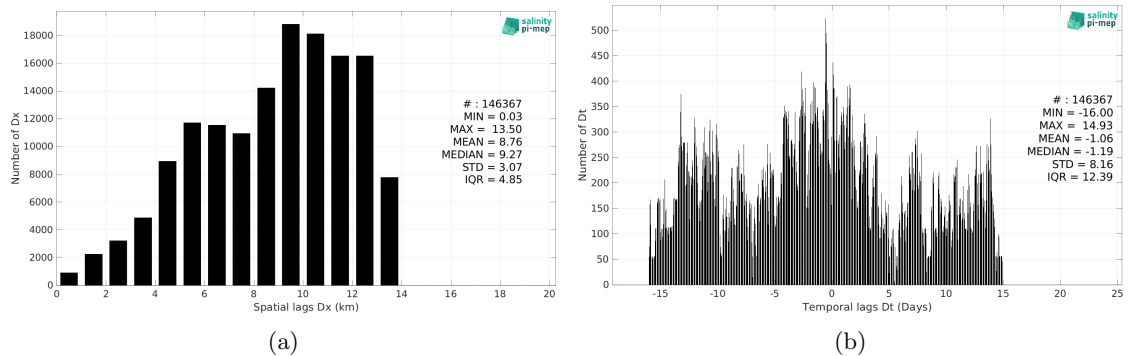 salinity
pi-mep
18000
16000
14000
12000
10000
8000
6000
4000
2000
0
Number of Dx
# : 146367
MIN = 0.03
MAX = 13.50
MEAN = 8.76
MEDIAN = 9.27
STD = 3.07
IQR = 4.85
0 2 4 6 8 10 12 14 16 18 20
Spatial lags Dx (km)
(a)
salinity
pi-mep
500
450
400
350
300
250
200
150
100
50
0
Number of Dt
# : 146367
MIN = -16.00
MAX = 14.93
MEAN = -1.06
MEDIAN = -1.19
STD = 8.16
IQR = 12.39
-15 -10 -5 0 5 10 15 20 25
Temporal lags Dt (Days)
(b)